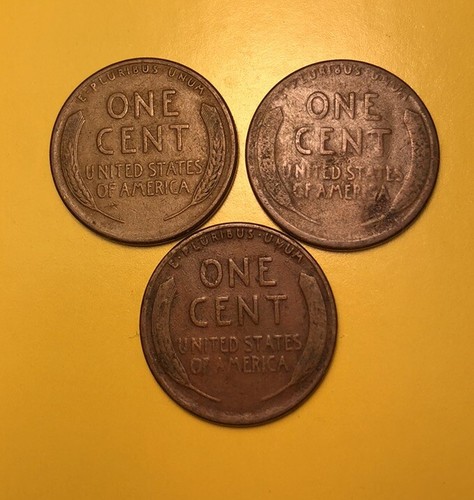 E·PLURIBUS·UNUM
ONE
CENT
UNITED STATES
OF AMERICA
E·PLURIBUS·UNUM
ONE
CENT
UNITED STATES
OF AMERICA
E·PLURIBUS·UNUM
ONE
CENT
UNITED STATES
OF AMERICA